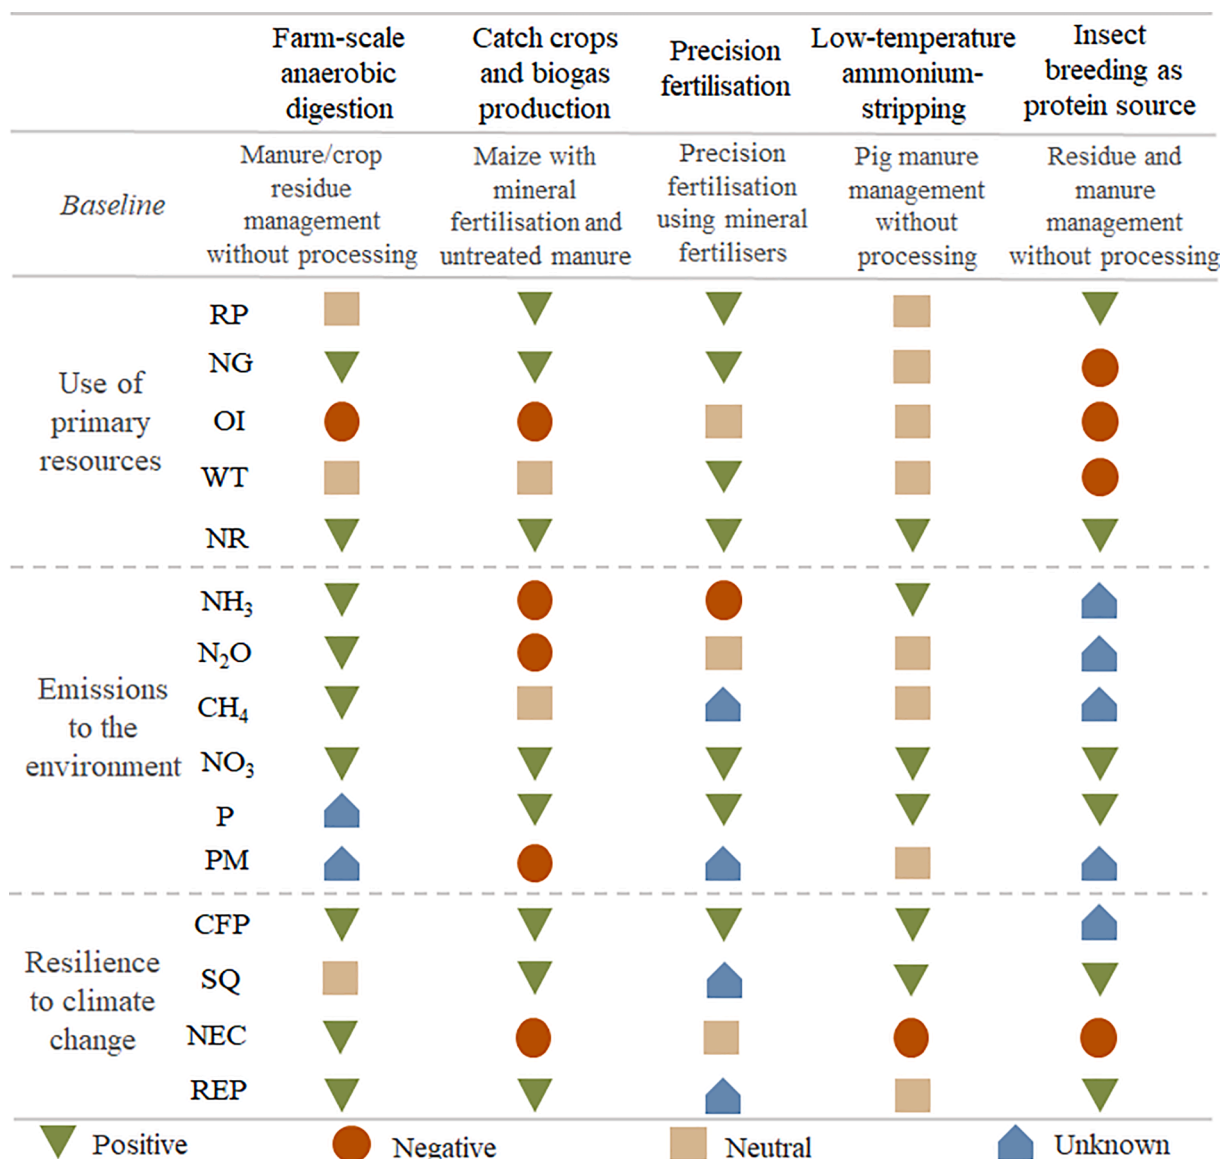 Farm-scale
anaerobic
digestion
Catch crops
and biogas
production
Precision
fertilisation
Low-temperature
ammonium-
stripping
Insect
breeding as
protein source
Baseline
Manure/crop
residue
management
without processing
Maize with
mineral
fertilisation and
untreated manure
Precision
fertilisation
using mineral
fertilisers
Pig manure
management
without
processing
Residue and
manure
management
without processing
Use of
primary
resources
RP
NG
OI
WT
NR
Emissions
to the
environment
NH3
N2O
CH4
NO3
P
PM
Resilience
to climate
change
CFP
SQ
NEC
REP
Positive
Negative
Neutral
Unknown